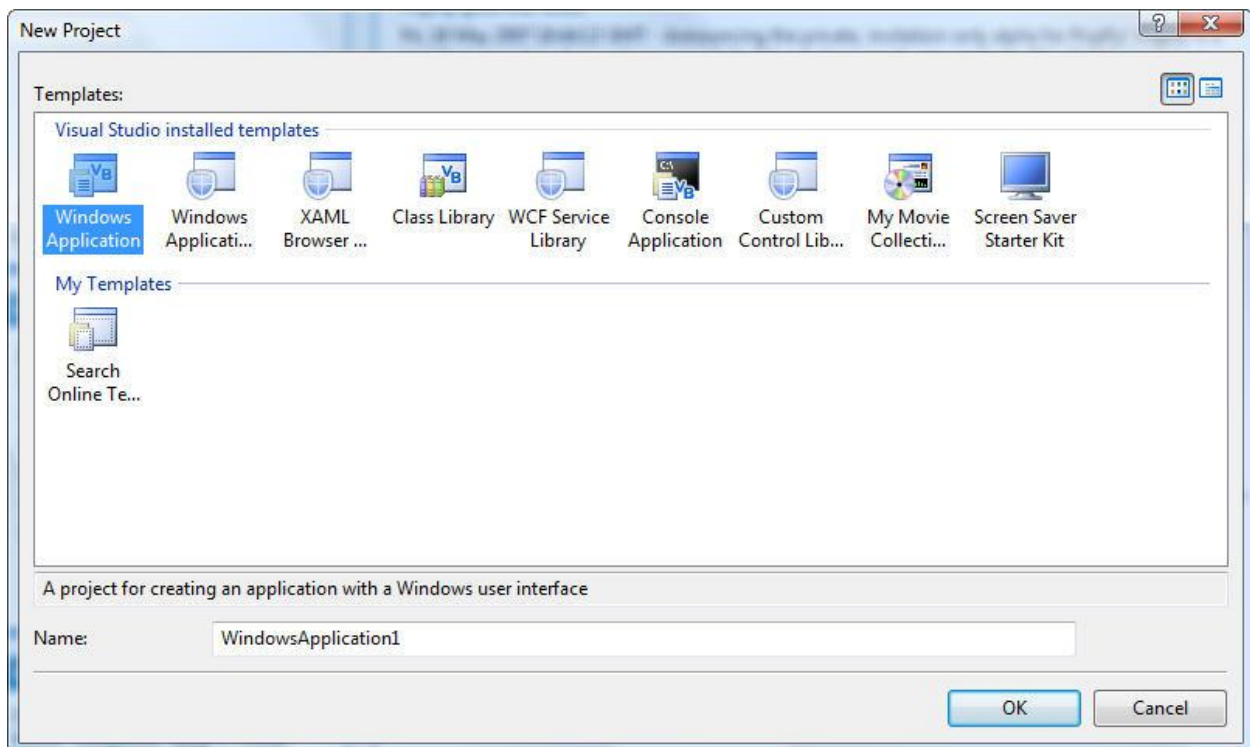 New Project
Templates:
Visual Studio installed templates
Windows Application
Windows Applicati...
XAML Browser ...
Class Library
WCF Service Library
Console Application
Custom Control Lib...
My Movie Collecti...
Screen Saver Starter Kit
My Templates
Search Online Te...
A project for creating an application with a Windows user interface
Name:
WindowsApplication1
OK
Cancel